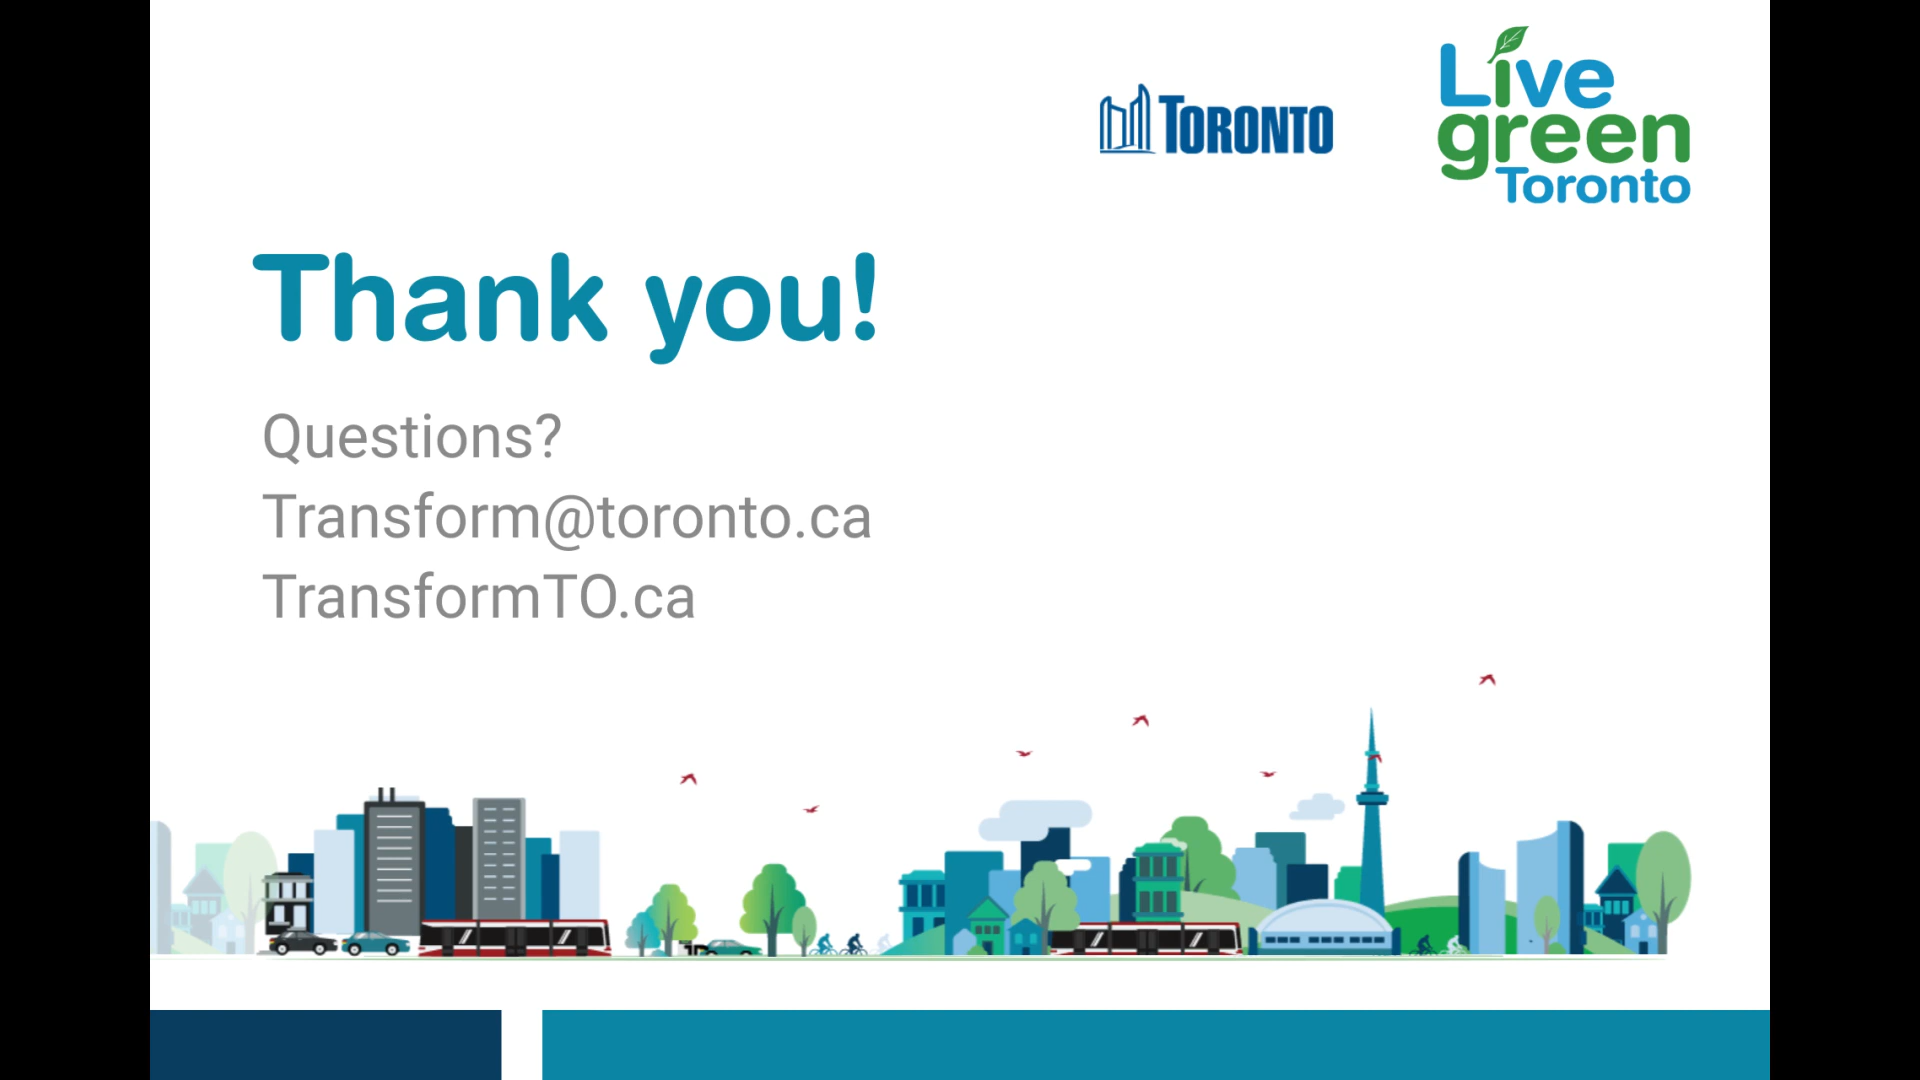 TORONTO
Live
green
Toronto
Thank you!
Questions?
Transform@toronto.ca
TransformTO.ca